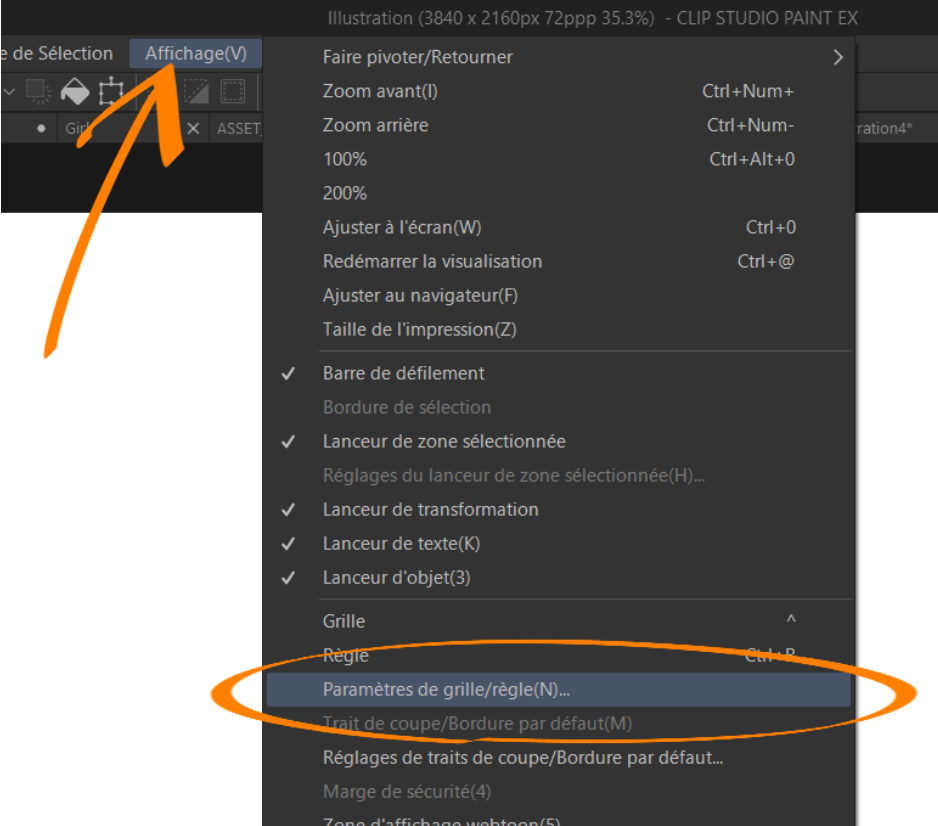 Illustration (3840 x 2160px 72ppp 35.3%) - CLIP STUDIO PAINT EX
e de Sélection Affichage(V)
Girl ASSET_ ration4*
Faire pivoter/Retourner
Zoom avant(I) Ctrl+Num+
Zoom arrière Ctrl+Num-
100% Ctrl+Alt+0
200%
Ajuster à l'écran(W) Ctrl+0
Redémarrer la visualisation Ctrl+@
Ajuster au navigateur(F)
Taille de l'impression(Z)
Barre de défilement
Bordure de sélection
Lanceur de zone sélectionnée
Réglages du lanceur de zone sélectionnée(H)...
Lanceur de transformation
Lanceur de texte(K)
Lanceur d'objet(3)
Grille ^
Règle Ctrl+R
Paramètres de grille/règle(N)...
Trait de coupe/Bordure par défaut(M)
Réglages de traits de coupe/Bordure par défaut...
Marge de sécurité(4)
Zone d'affichage webtoon(5)